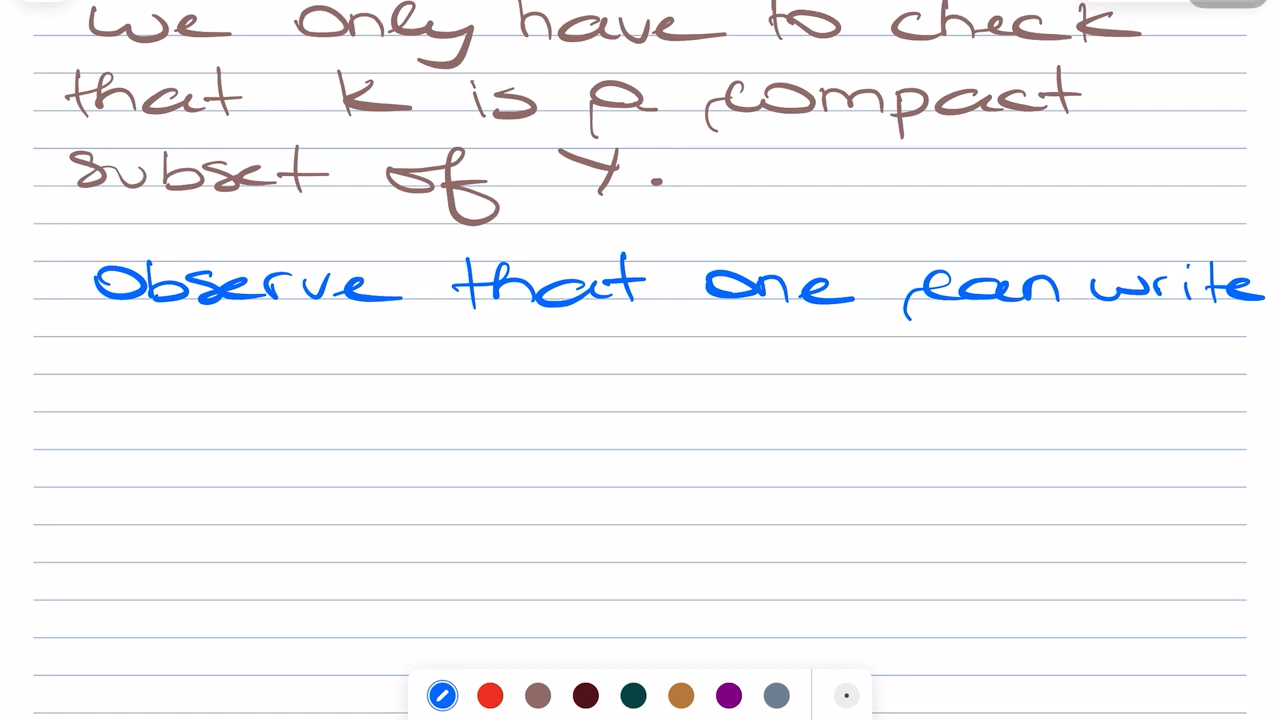 We only have to check
that K is a compact
subset of Y.
Observe that one can write